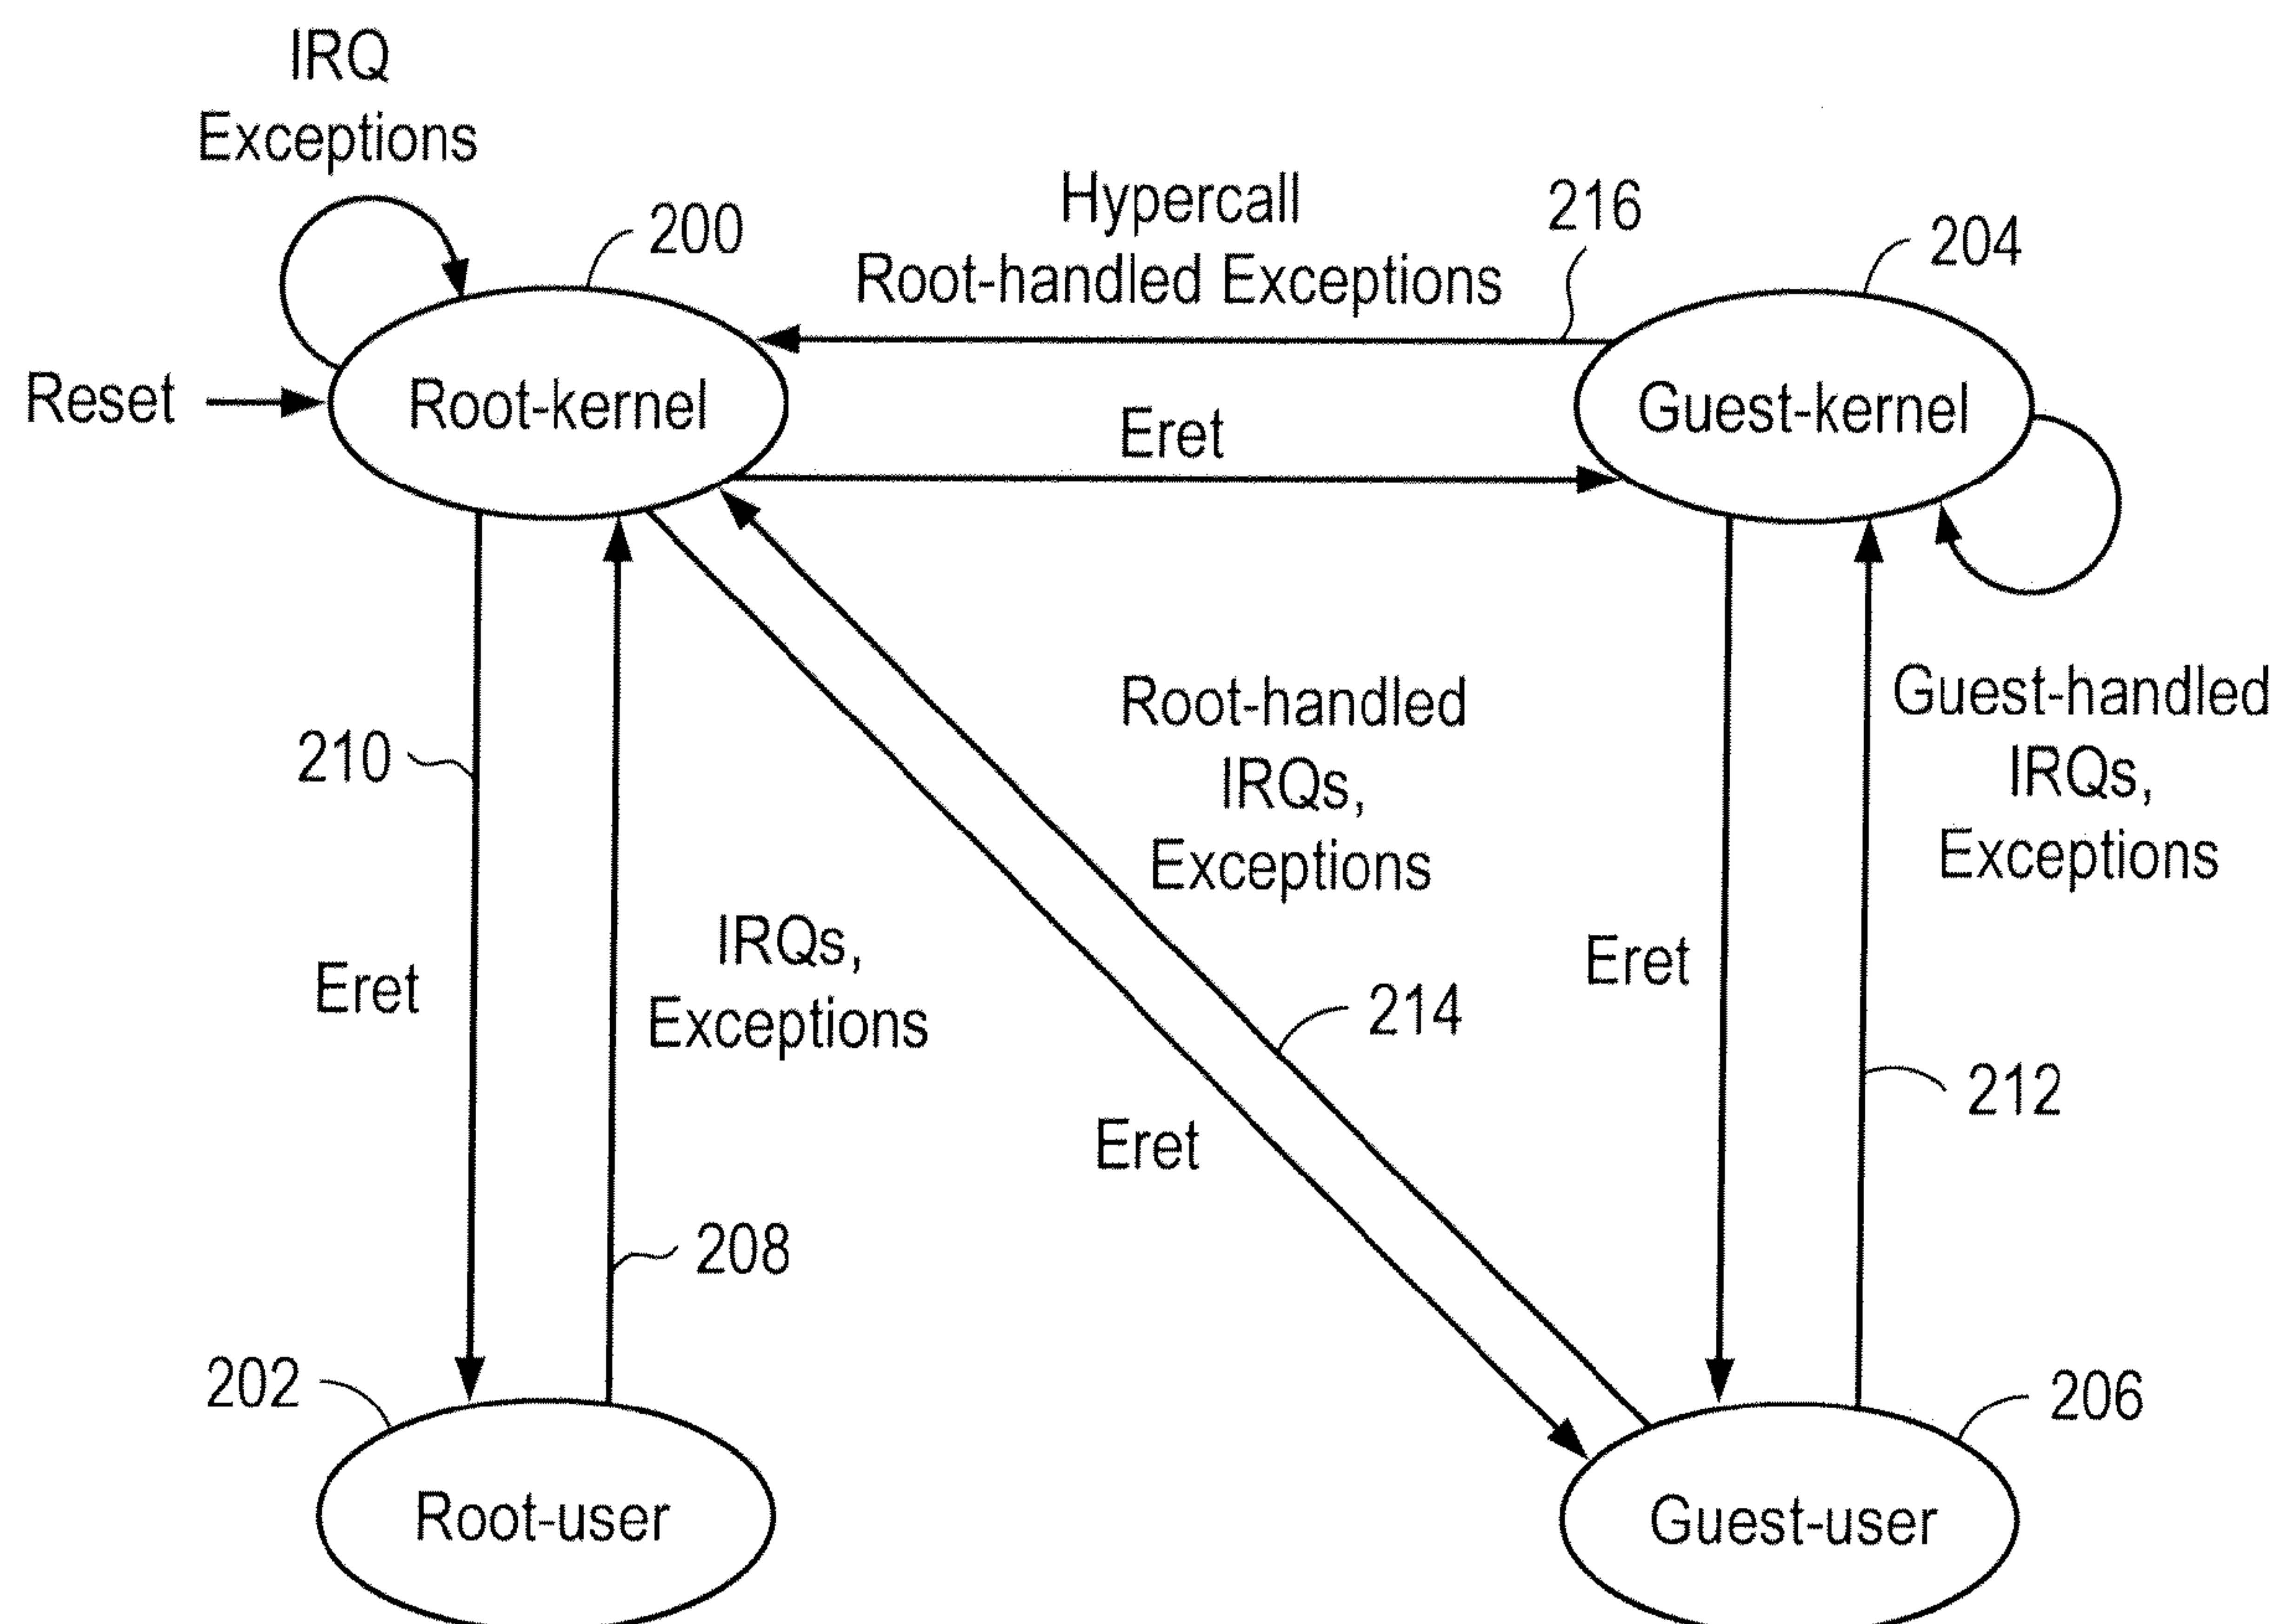 IRQ
Exceptions
200
Hypercall
Root-handled Exceptions
216
204
Reset
Root-kernel
Guest-kernel
Eret
210
Root-handled
IRQs,
Exceptions
Guest-handled
IRQs,
Exceptions
Eret
IRQs,
Exceptions
Eret
214
Eret
212
208
202
206
Root-user
Guest-user